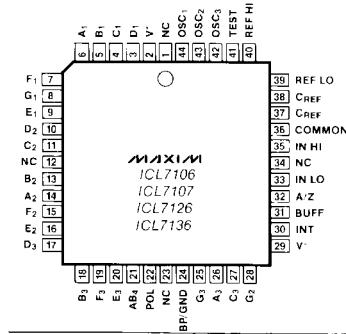 A1 B1 C1 D1 V+ NC OSC1 OSC2 OSC3 TEST REF HI
6 5 4 3 2 1 44 43 42 41 40
F1 7
G1 8
E1 9
D2 10
C2 11
NC 12
B2 13
A2 14
F2 15
E2 16
D3 17
MAXIM
ICL7106
ICL7107
ICL7126
ICL7136
39 REF LO
38 CREF
37 CREF
36 COMMON
35 IN HI
34 NC
33 IN LO
32 A/Z
31 BUFF
30 INT
29 V-
18 19 20 21 22 23 24 25 26 27 28
B3 F3 E3 AB4 POL NC BP/GND G3 A3 C3 G2